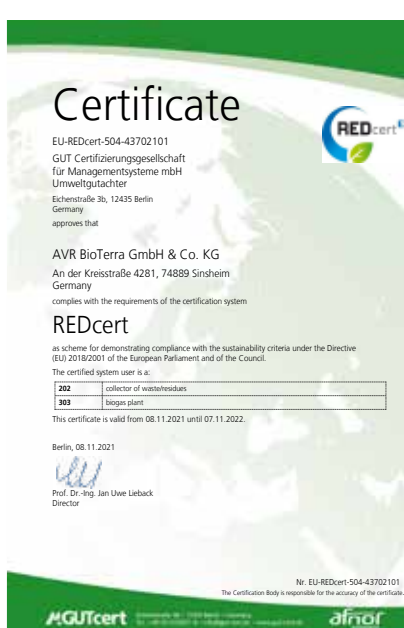 Certificate
REDcert
EU-REDcert-504-43702101
GUT Certifizierungsgesellschaft
für Managementsysteme mbH
Umweltgutachter
Eichenstraße 3b, 12435 Berlin
Germany
approves that
AVR BioTerra GmbH & Co. KG
An der Kreisstraße 4281, 74889 Sinsheim
Germany
complies with the requirements of the certification system
REDcert
as scheme for demonstrating compliance with the sustainability criteria under the Directive
(EU) 2018/2001 of the European Parliament and of the Council.
The certified system user is a:
202 collector of waste/residues
303 biogas plant
This certificate is valid from 08.11.2021 until 07.11.2022.
Berlin, 08.11.2021
Prof. Dr.-Ing. Jan Uwe Lieback
Director
Nr. EU-REDcert-504-43702101
The Certification Body is responsible for the accuracy of the certificate.
GUTcert
afnor